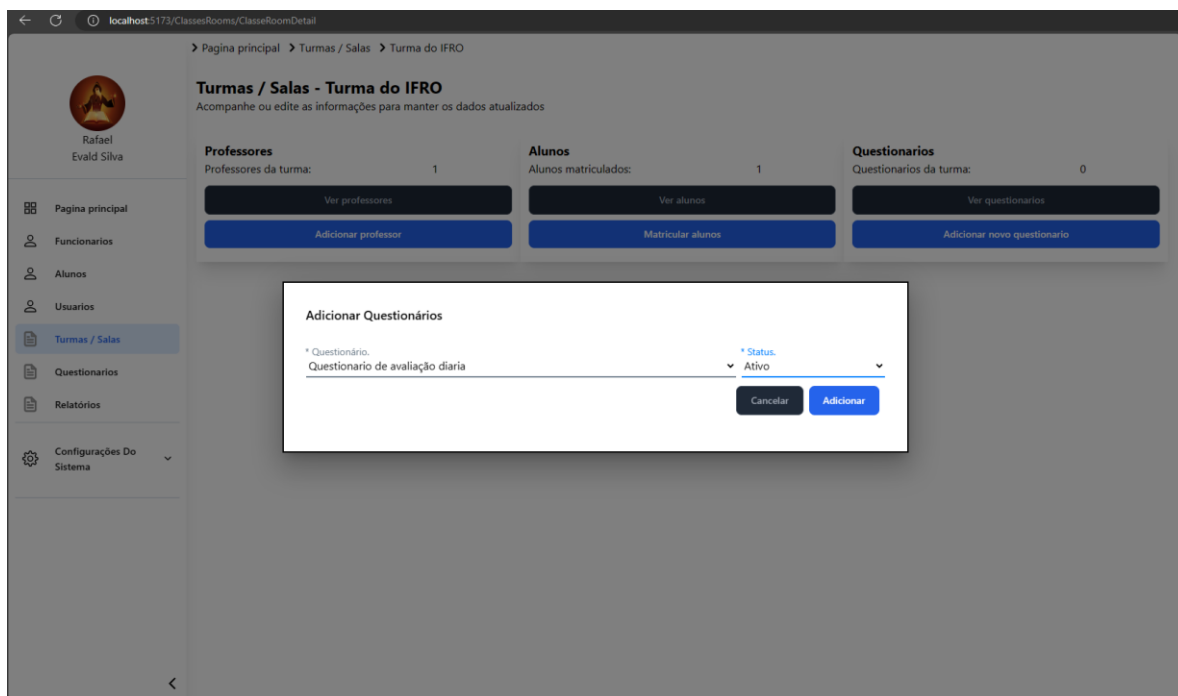 localhost:5173/ClassesRooms/ClasseRoomDetail
Pagina principal Turmas / Salas Turma do IFRO
Rafael
Evald Silva
Pagina principal
Funcionarios
Alunos
Usuarios
Turmas / Salas
Questionarios
Relatórios
Configurações Do
Sistema
Turmas / Salas - Turma do IFRO
Acompanhe ou edite as informações para manter os dados atualizados
Professores
Professores da turma: 1
Ver professores
Adicionar professor
Alunos
Alunos matriculados: 1
Ver alunos
Matricular alunos
Questionarios
Questionarios da turma: 0
Ver questionarios
Adicionar novo questionario
Adicionar Questionários
* Questionário.
Questionario de avaliação diaria
* Status.
Ativo
Cancelar
Adicionar